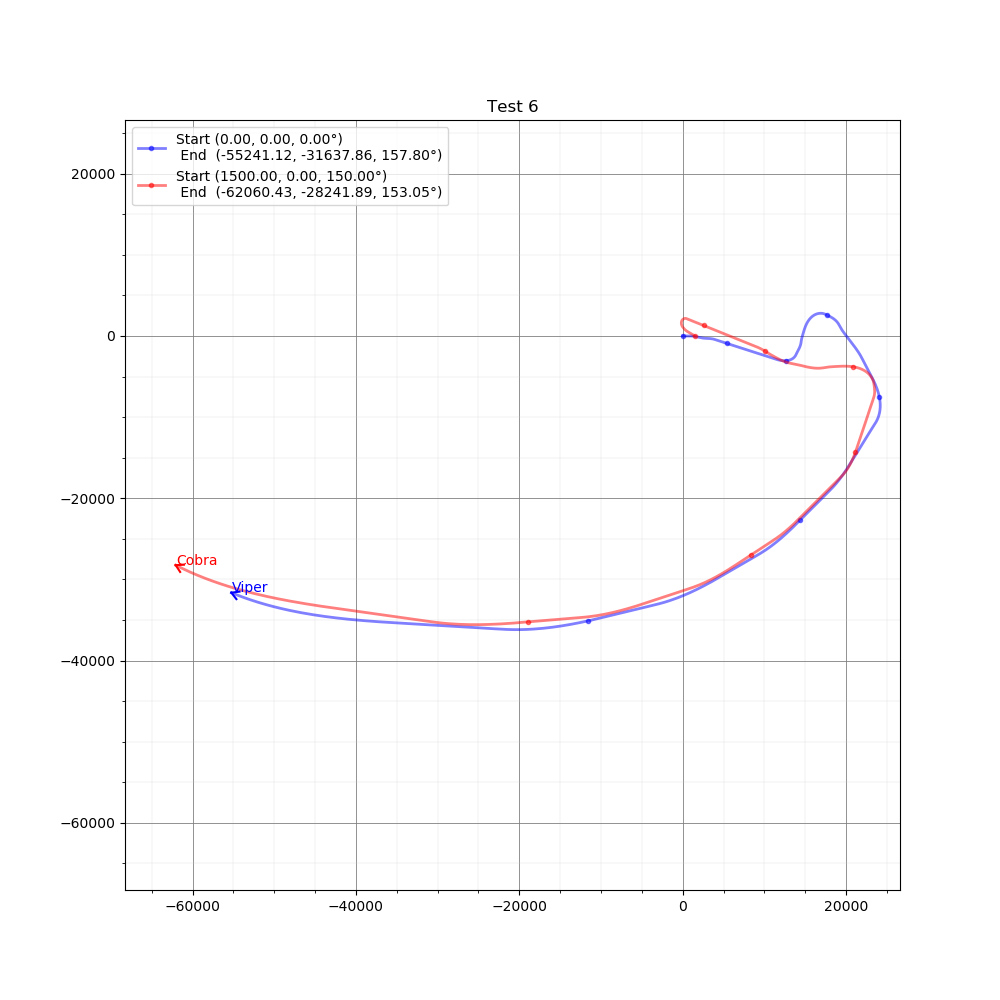 Test 6
Start (0.00, 0.00, 0.00°)
End (-55241.12, -31637.86, 157.80°)
Start (1500.00, 0.00, 150.00°)
End (-62060.43, -28241.89, 153.05°)
20000
0
−20000
−40000
−60000
Cobra
Viper
−60000
−40000
−20000
0
20000